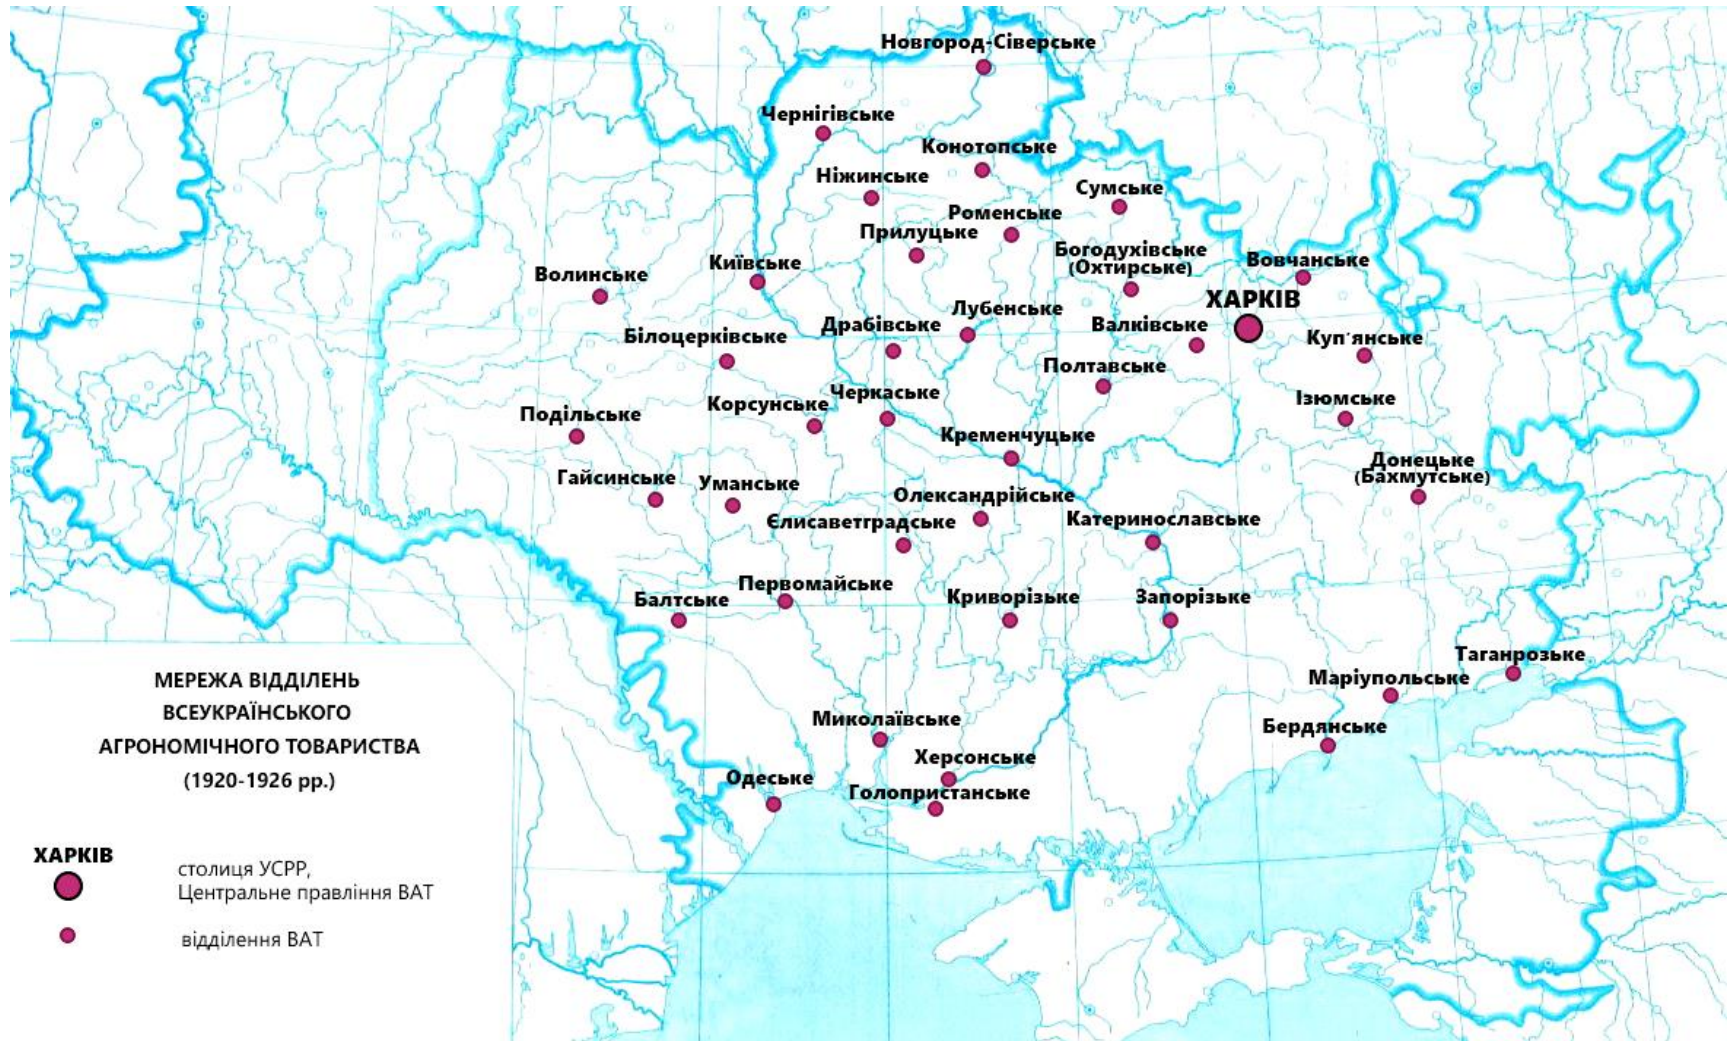 Новгород-Сіверське
Чернігівське
Конотопське
Ніжинське
Сумське
Роменське
Прилуцьке
Богодухівське
(Охтирське)
Вовчанське
Київське
Волинське
ХАРКІВ
Лубенське
Драбівське
Валківське
Білоцерківське
Куп'янське
Полтавське
Черкаське
Ізюмське
Корсунське
Подільське
Кременчуцьке
Донецьке
(Бахмутське)
Гайсинське
Уманське
Олександрійське
Єлисаветградське
Катеринославське
Первомайське
Балтське
Криворізьке
Запорізьке
Таганрозьке
Маріупольське
Миколаївське
Бердянське
Херсонське
Одеське
Голопристанське
МЕРЕЖА ВІДДІЛЕНЬ
ВСЕУКРАЇНСЬКОГО
АГРОНОМІЧНОГО ТОВАРИСТВА
(1920-1926 рр.)
ХАРКІВ
столиця УСРР,
Центральне правління ВАТ
відділення ВАТ